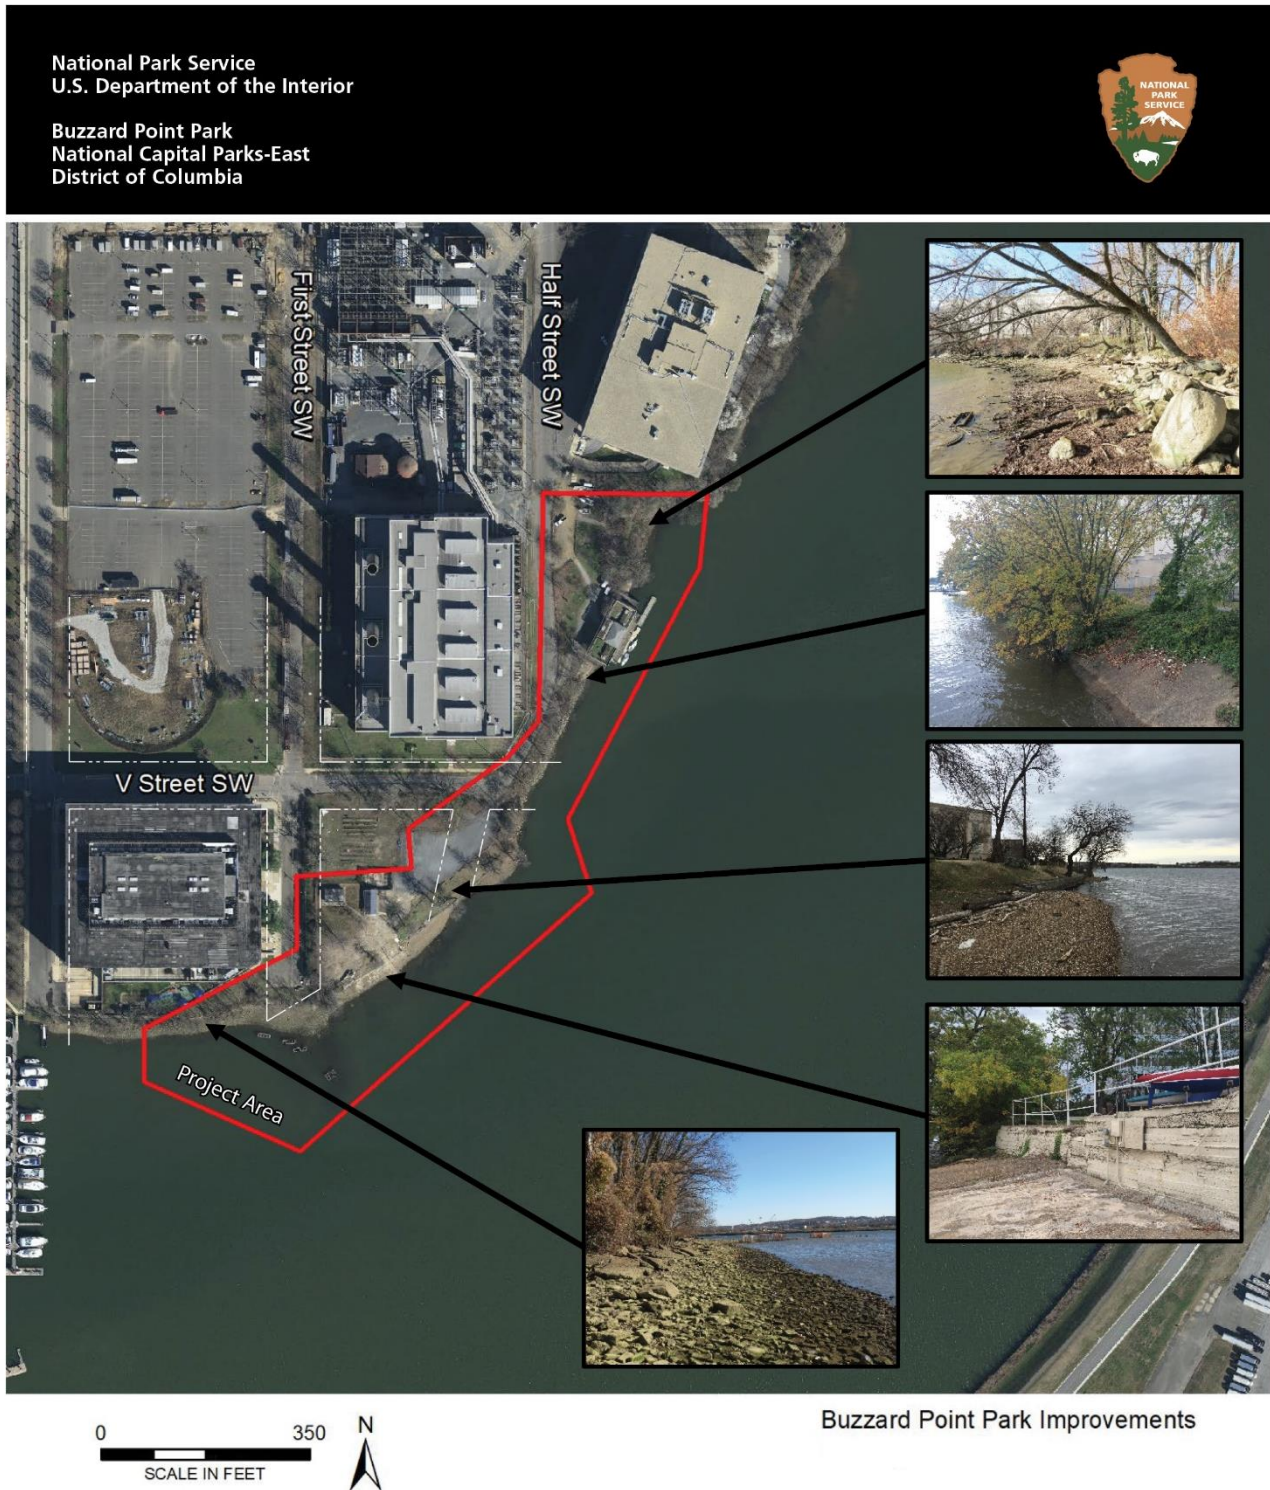 National Park Service
U.S. Department of the Interior
Buzzard Point Park
National Capital Parks-East
District of Columbia
NATIONAL
PARK
SERVICE
First Street SW
Half Street SW
V Street SW
Project Area
0 350
SCALE IN FEET
N
Buzzard Point Park Improvements